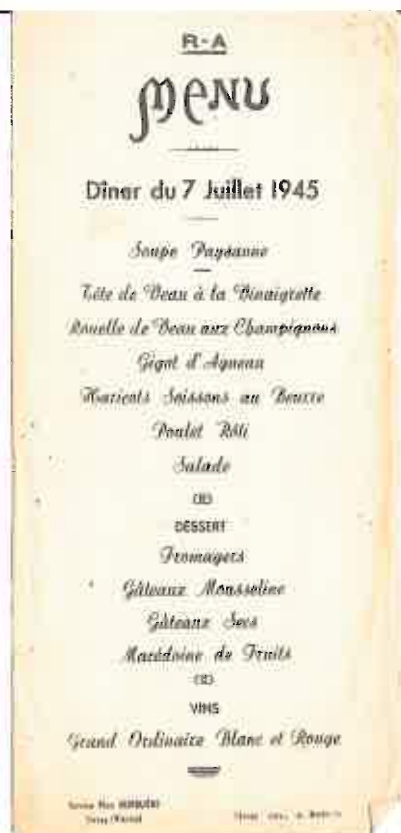 R-A
MENU
Dîner du 7 Juillet 1945
Soupe Paysanne
Tête de Veau à la Vinaigrette
Rouelle de Veau aux Champignons
Gigot d'Agneau
Haricots Soissons au Beurre
Poulet Rôti
Salade
DESSERT
Fromagers
Gâteaux Mousseline
Gâteaux Secs
Macédoine de Fruits
VINS
Grand Ordinaire Blanc et Rouge